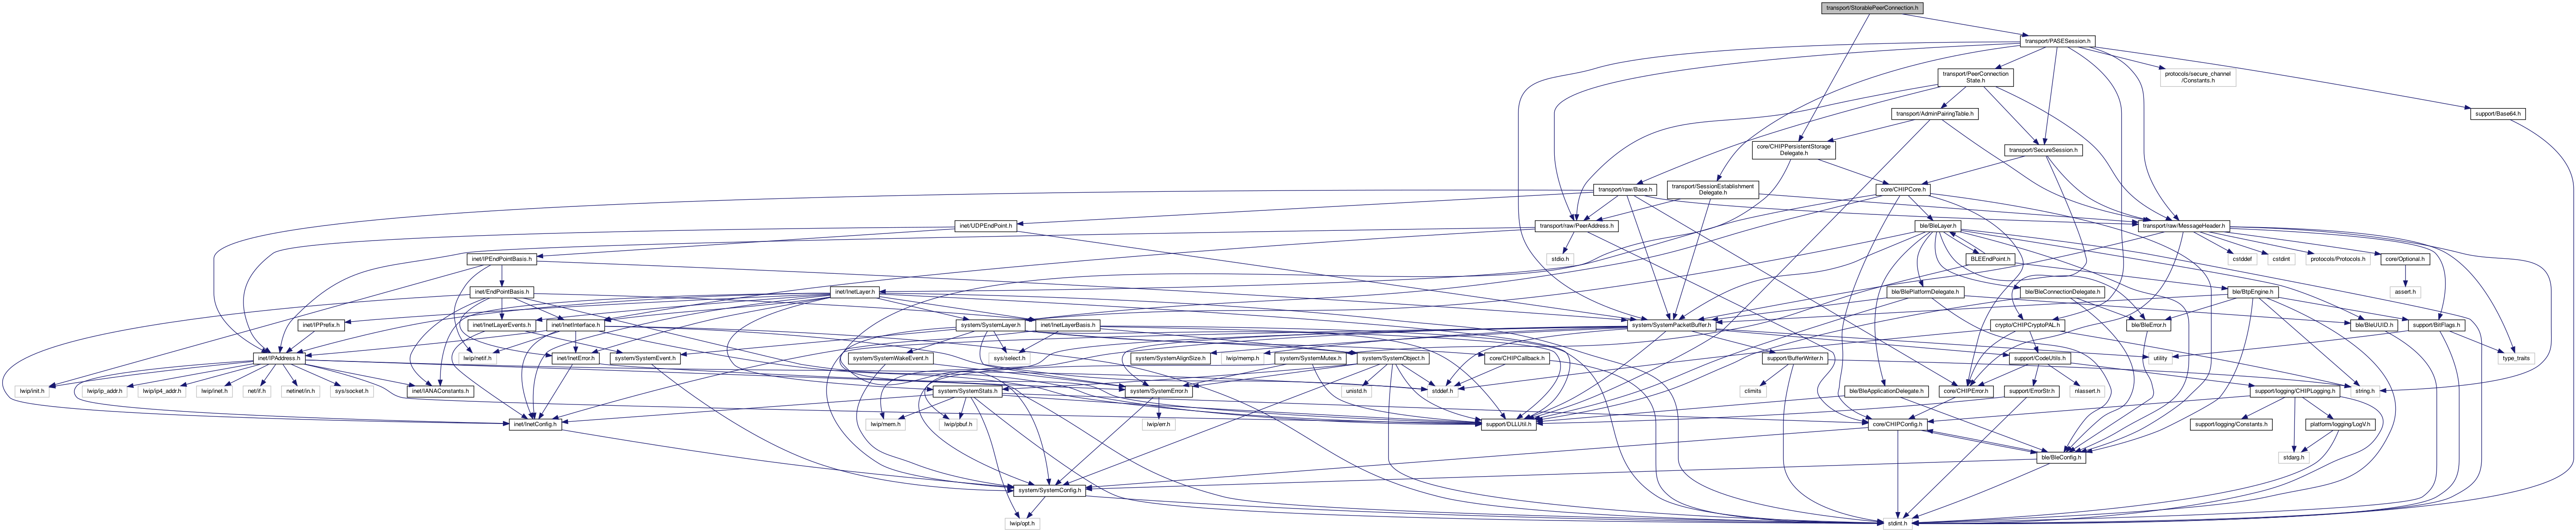 transport/StorablePeerConnection.h
transport/PASESession.h
transport/PeerConnection
State.h
protocols/secure_channel
/Constants.h
transport/AdminPairingTable.h
support/Base64.h
core/CHIPPersistentStorage
Delegate.h
transport/SecureSession.h
transport/raw/Base.h
transport/SessionEstablishment
Delegate.h
core/CHIPCore.h
inet/UDPEndPoint.h
transport/raw/PeerAddress.h
ble/BleLayer.h
transport/raw/MessageHeader.h
inet/IPEndPointBasis.h
stdio.h
BLEEndPoint.h
cstddef
cstdint
protocols/Protocols.h
core/Optional.h
inet/EndPointBasis.h
inet/InetLayer.h
ble/BlePlatformDelegate.h
ble/BleConnectionDelegate.h
ble/BtpEngine.h
assert.h
inet/IPPrefix.h
inet/InetLayerEvents.h
inet/InetInterface.h
system/SystemLayer.h
inet/InetLayerBasis.h
system/SystemPacketBuffer.h
crypto/CHIPCryptoPAL.h
ble/BleError.h
ble/BleUUID.h
support/BitFlags.h
inet/IPAddress.h
lwip/netif.h
inet/InetError.h
system/SystemEvent.h
system/SystemWakeEvent.h
sys/select.h
system/SystemAlignSize.h
lwip/memp.h
system/SystemMutex.h
system/SystemObject.h
core/CHIPCallback.h
support/BufferWriter.h
support/CodeUtils.h
utility
type_traits
lwip/init.h
lwip/ip_addr.h
lwip/ip4_addr.h
lwip/inet.h
net/if.h
netinet/in.h
sys/socket.h
inet/IANAConstants.h
system/SystemStats.h
system/SystemError.h
unistd.h
stddef.h
climits
ble/BleApplicationDelegate.h
core/CHIPError.h
support/ErrorStr.h
nlassert.h
support/logging/CHIPLogging.h
string.h
inet/InetConfig.h
lwip/mem.h
lwip/pbuf.h
lwip/err.h
support/DLLUtil.h
core/CHIPConfig.h
support/logging/Constants.h
platform/logging/LogV.h
ble/BleConfig.h
stdarg.h
system/SystemConfig.h
lwip/opt.h
stdint.h